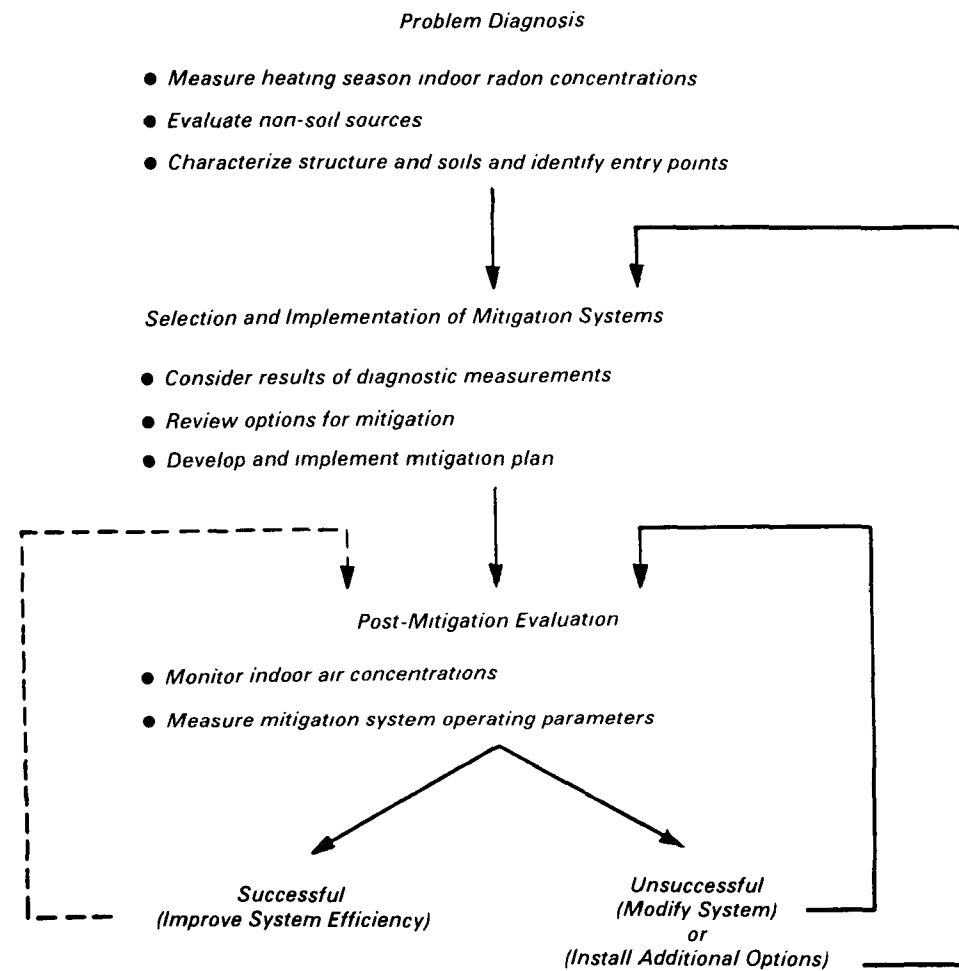 Problem Diagnosis
● Measure heating season indoor radon concentrations
● Evaluate non-soil sources
● Characterize structure and soils and identify entry points
Selection and Implementation of Mitigation Systems
● Consider results of diagnostic measurements
● Review options for mitigation
● Develop and implement mitigation plan
Post-Mitigation Evaluation
● Monitor indoor air concentrations
● Measure mitigation system operating parameters
Successful
(Improve System Efficiency)
Unsuccessful
(Modify System)
or
(Install Additional Options)